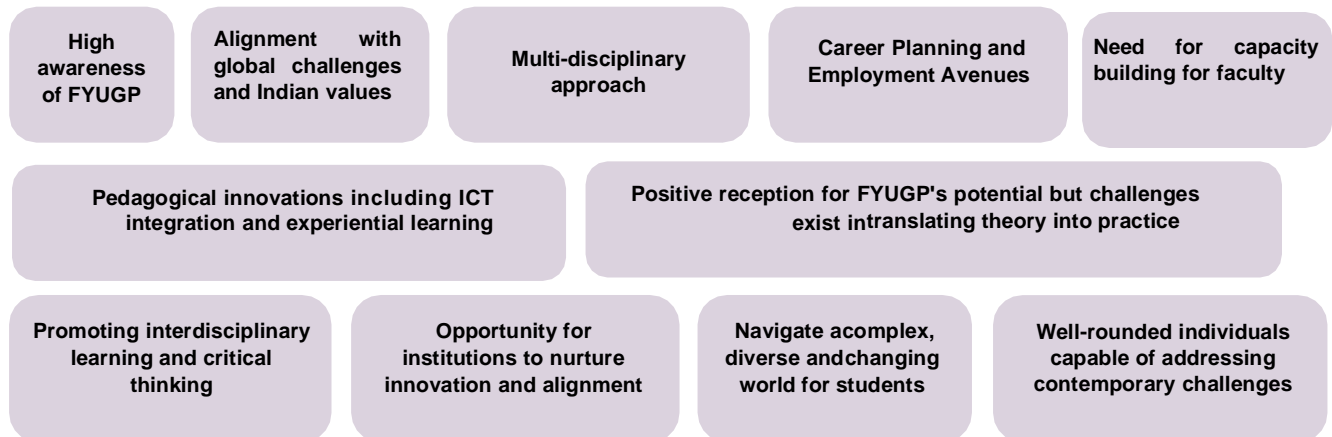 High
awareness
of FYUGP
Alignment with
global challenges
and Indian values
Multi-disciplinary
approach
Career Planning and
Employment Avenues
Need for capacity
building for faculty
Pedagogical innovations including ICT
integration and experiential learning
Positive reception for FYUGP's potential but challenges
exist intranslating theory into practice
Promoting interdisciplinary
learning and critical
thinking
Opportunity for
institutions to nurture
innovation and alignment
Navigate acomplex,
diverse andchanging
world for students
Well-rounded individuals
capable of addressing
contemporary challenges